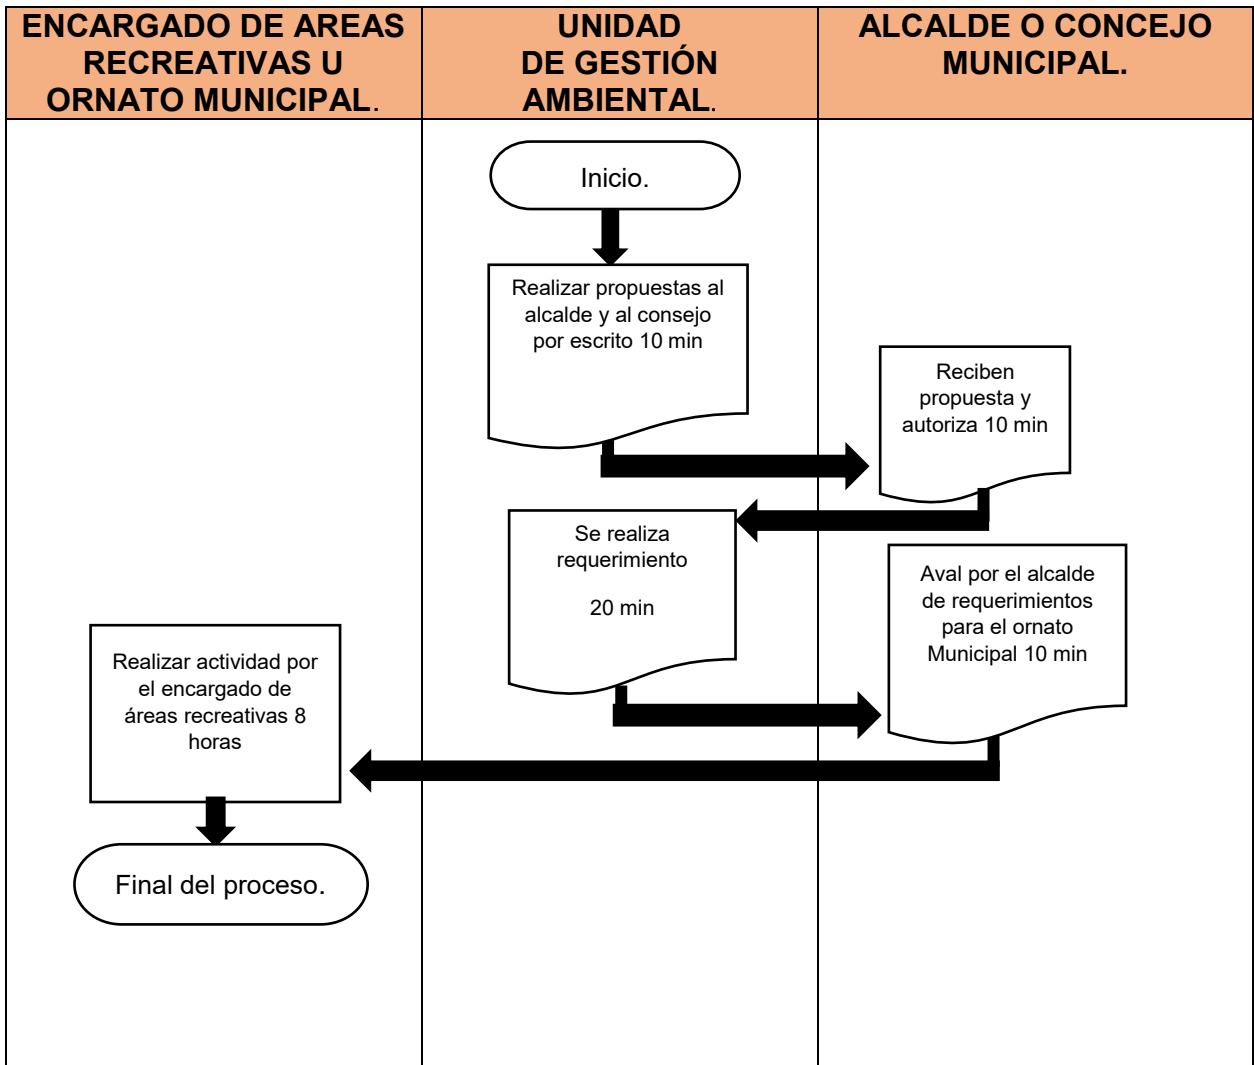 ENCARGADO DE AREAS
RECREATIVAS U
ORNATO MUNICIPAL.
UNIDAD
DE GESTIÓN
AMBIENTAL.
ALCALDE O CONCEJO
MUNICIPAL.
Inicio.
Realizar propuestas al
alcalde y al consejo
por escrito 10 min
Reciben
propuesta y
autoriza 10 min
Se realiza
requerimiento
20 min
Aval por el alcalde
de requerimientos
para el ornato
Municipal 10 min
Realizar actividad por
el encargado de
áreas recreativas 8
horas
Final del proceso.